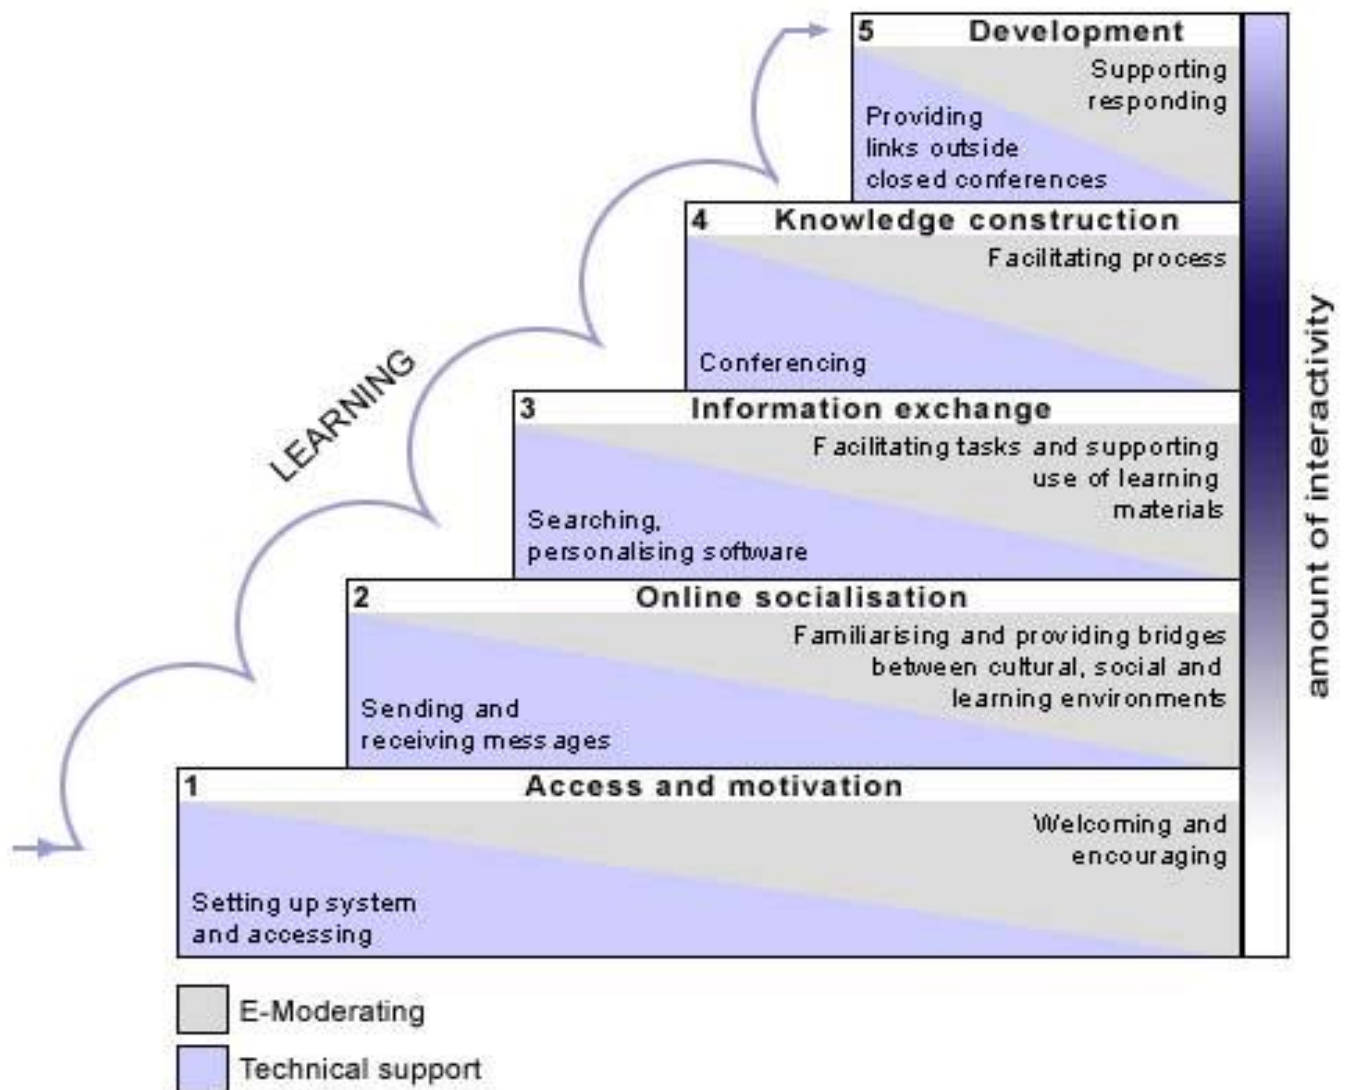 5 Development
Supporting
responding
Providing
links outside
closed conferences
4 Knowledge construction
Facilitating process
Conferencing
3 Information exchange
Facilitating tasks and supporting
use of learning
materials
Searching,
personalising software
2 Online socialisation
Familiarising and providing bridges
between cultural, social and
learning environments
Sending and
receiving messages
1 Access and motivation
Welcoming and
encouraging
Setting up system
and accessing
LEARNING
amount of interactivity
E-Moderating
Technical support